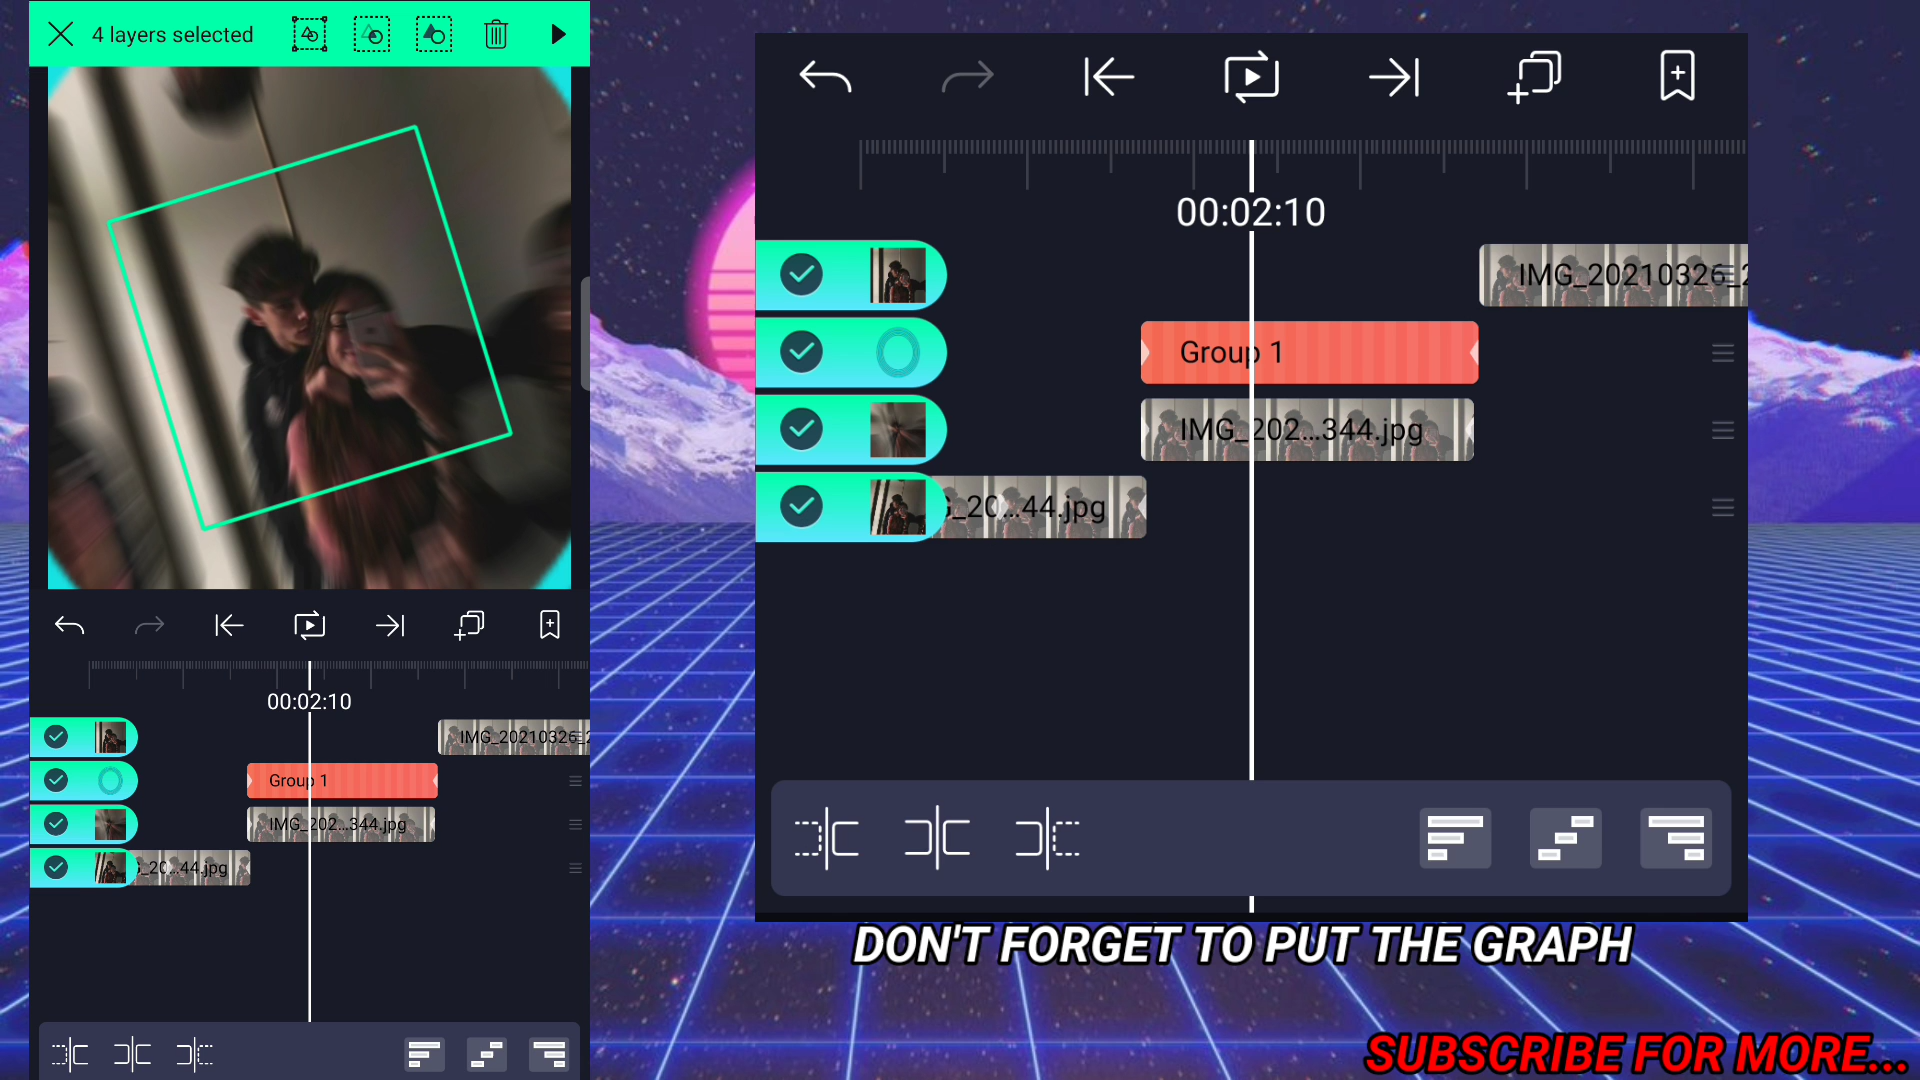 4 layers selected
00:02:10
IMG_20210326_2
Group 1
IMG_202...344.jpg
_20...44.jpg
00:02:10
IMG_20210326_2
Group 1
IMG_202...344.jpg
G_20...44.jpg
DON'T FORGET TO PUT THE GRAPH
SUBSCRIBE FOR MORE...